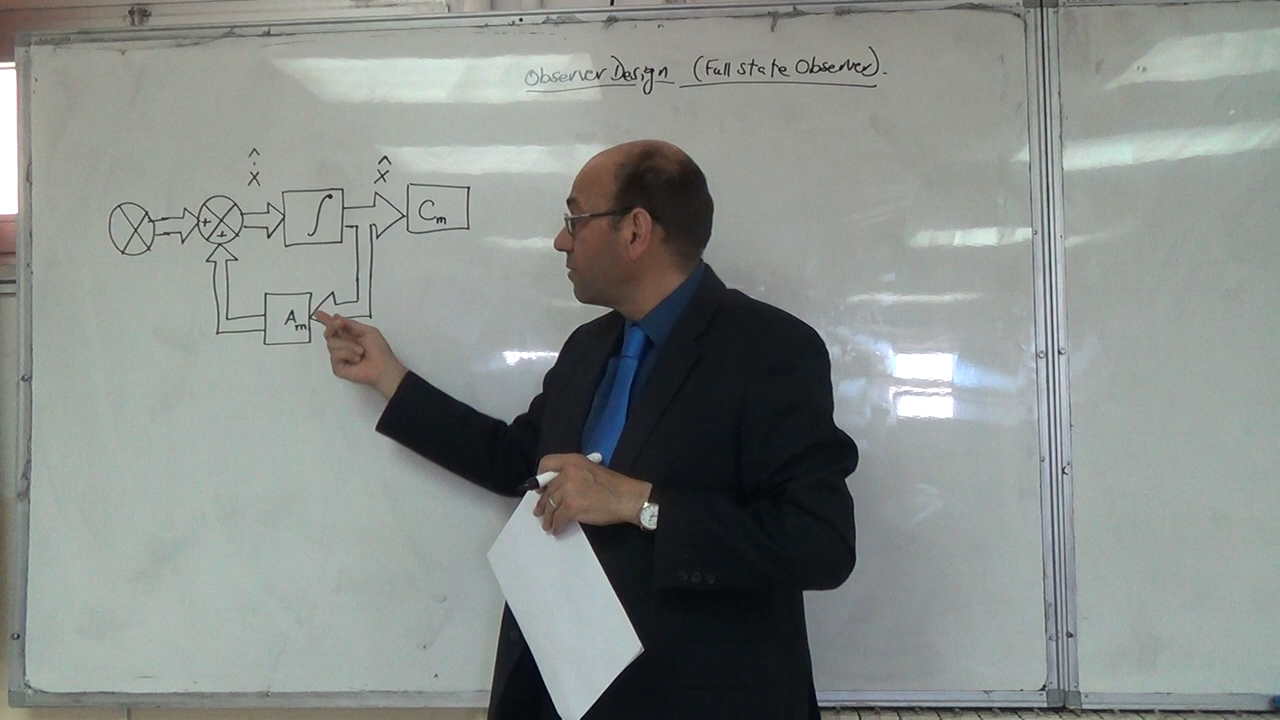 Observer Design (Full state Observer).
^ ^
ẋ x
+ ∫ Cm
+
Am